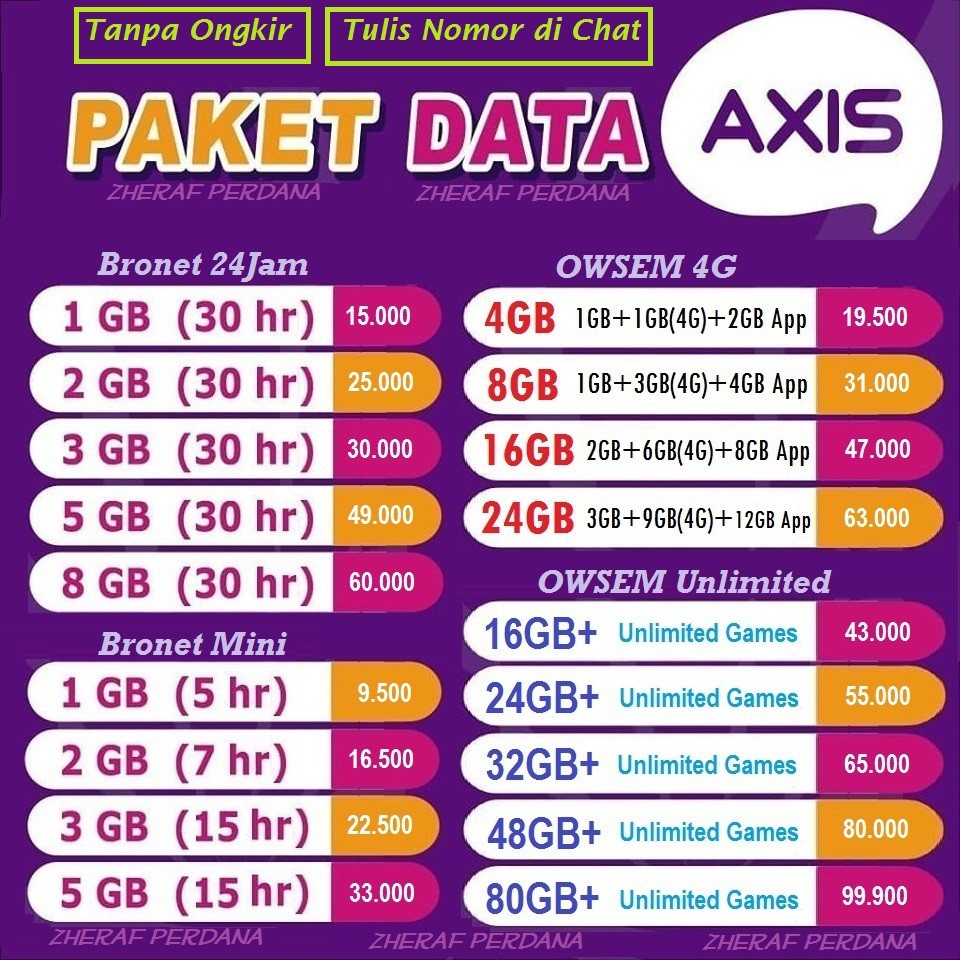 Tanpa Ongkir
Tulis Nomor di Chat
PAKET DATA
AXIS
ZHERAF PERDANA
ZHERAF PERDANA
Bronet 24Jam
1 GB (30 hr) 15.000
2 GB (30 hr) 25.000
3 GB (30 hr) 30.000
5 GB (30 hr) 49.000
8 GB (30 hr) 60.000
Bronet Mini
1 GB (5 hr) 9.500
2 GB (7 hr) 16.500
3 GB (15 hr) 22.500
5 GB (15 hr) 33.000
OWSEM 4G
4GB 1GB+1GB(4G)+2GB App 19.500
8GB 1GB+3GB(4G)+4GB App 31.000
16GB 2GB+6GB(4G)+8GB App 47.000
24GB 3GB+9GB(4G)+12GB App 63.000
OWSEM Unlimited
16GB+ Unlimited Games 43.000
24GB+ Unlimited Games 55.000
32GB+ Unlimited Games 65.000
48GB+ Unlimited Games 80.000
80GB+ Unlimited Games 99.900
ZHERAF PERDANA
ZHERAF PERDANA
ZHERAF PERDANA